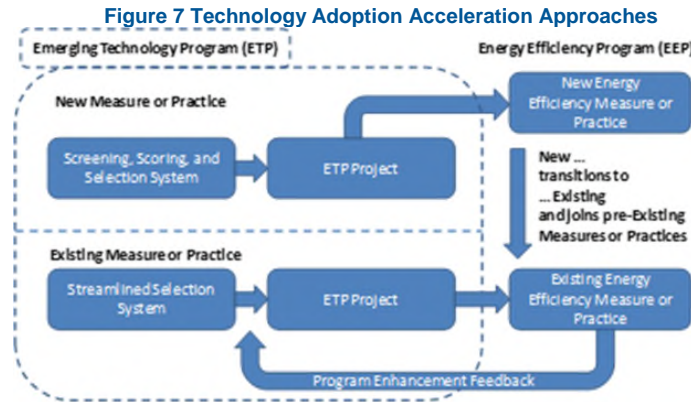 Figure 7 Technology Adoption Acceleration Approaches
Emerging Technology Program (ETP)
Energy Efficiency Program (EEP)
New Measure or Practice
New Energy
Efficiency Measure or
Practice
Screening, Scoring, and
Selection System
ETP Project
New ...
transitions to
... Existing
and joins pre-Existing
Measures or Practices
Existing Measure or Practice
Streamlined Selection
System
ETP Project
Existing Energy
Efficiency Measure or
Practice
Program Enhancement Feedback